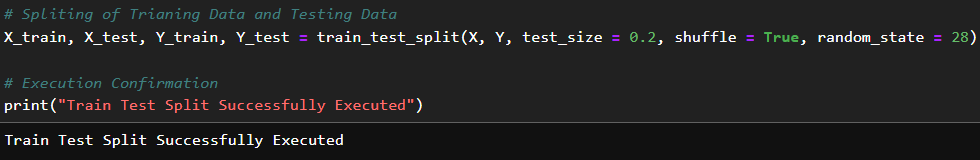 # Spliting of Trianing Data and Testing Data
X_train, X_test, Y_train, Y_test = train_test_split(X, Y, test_size = 0.2, shuffle = True, random_state = 28)
# Execution Confirmation
print("Train Test Split Successfully Executed")
Train Test Split Successfully Executed